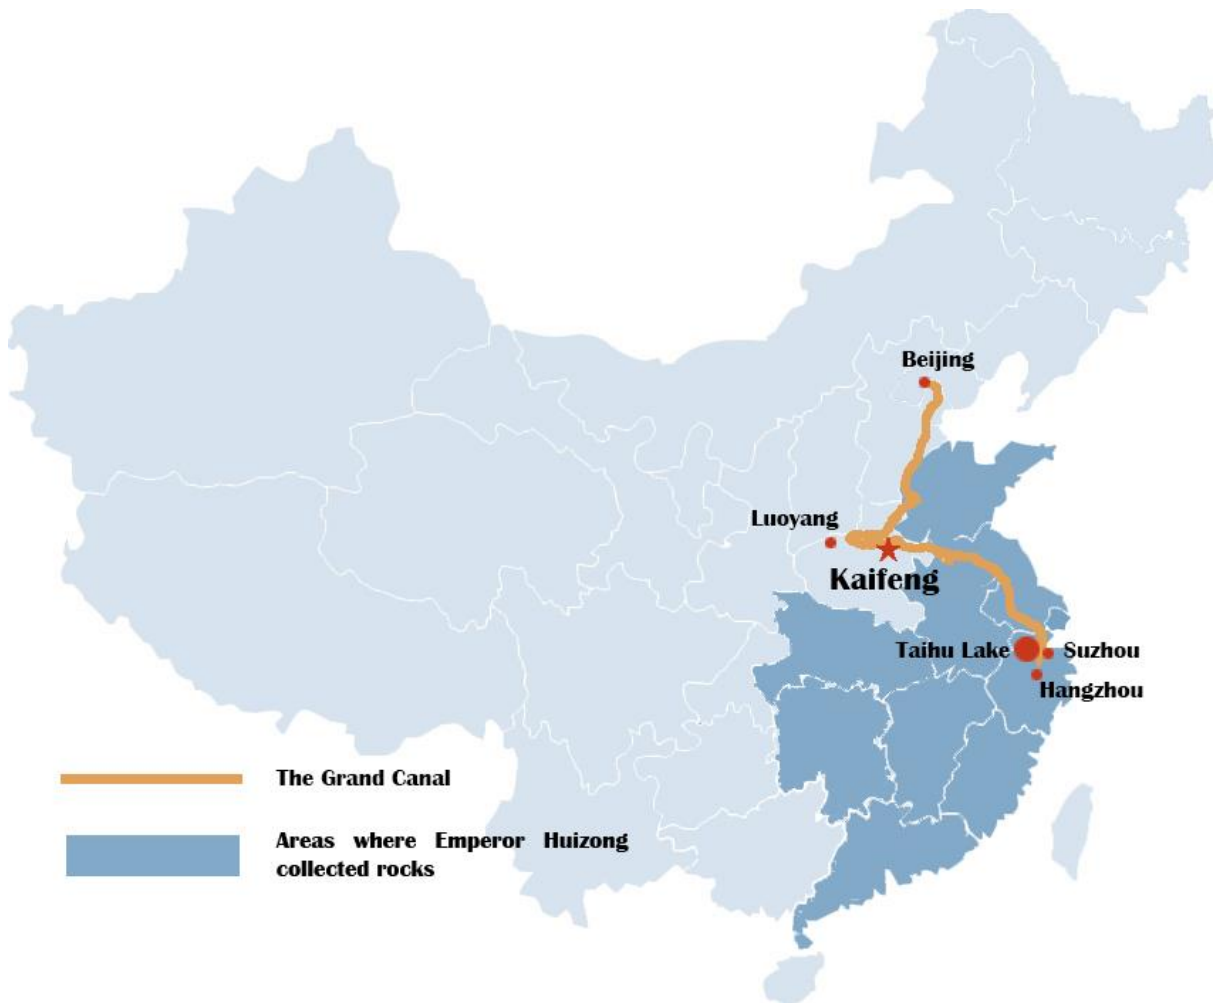 Beijing
Luoyang
Kaifeng
Taihu Lake
Suzhou
Hangzhou
The Grand Canal
Areas where Emperor Huizong
collected rocks